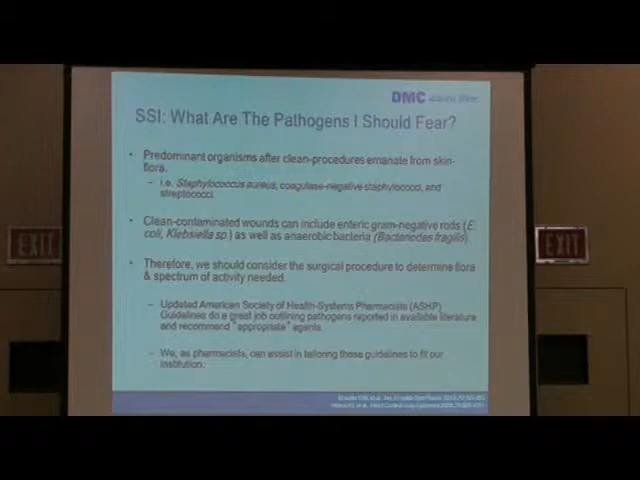 DMC
SSI: What Are The Pathogens I Should Fear?
• Predominant organisms after clean-procedures emanate from skin-
flora.
– i.e. Staphylococcus aureus, coagulase-negative staphylococci, and
streptococci.
• Clean-contaminated wounds can include enteric gram-negative rods (E.
coli, Klebsiella sp.) as well as anaerobic bacteria (Bacteriodes fragilis).
EXIT
EXIT
• Therefore, we should consider the surgical procedure to determine flora
& spectrum of activity needed.
– Updated American Society of Health-Systems Pharmacists (ASHP)
Guidelines do a great job outlining pathogens reported in available literature
and recommend "appropriate" agents.
– We, as pharmacists, can assist in tailoring these guidelines to fit our
institution.